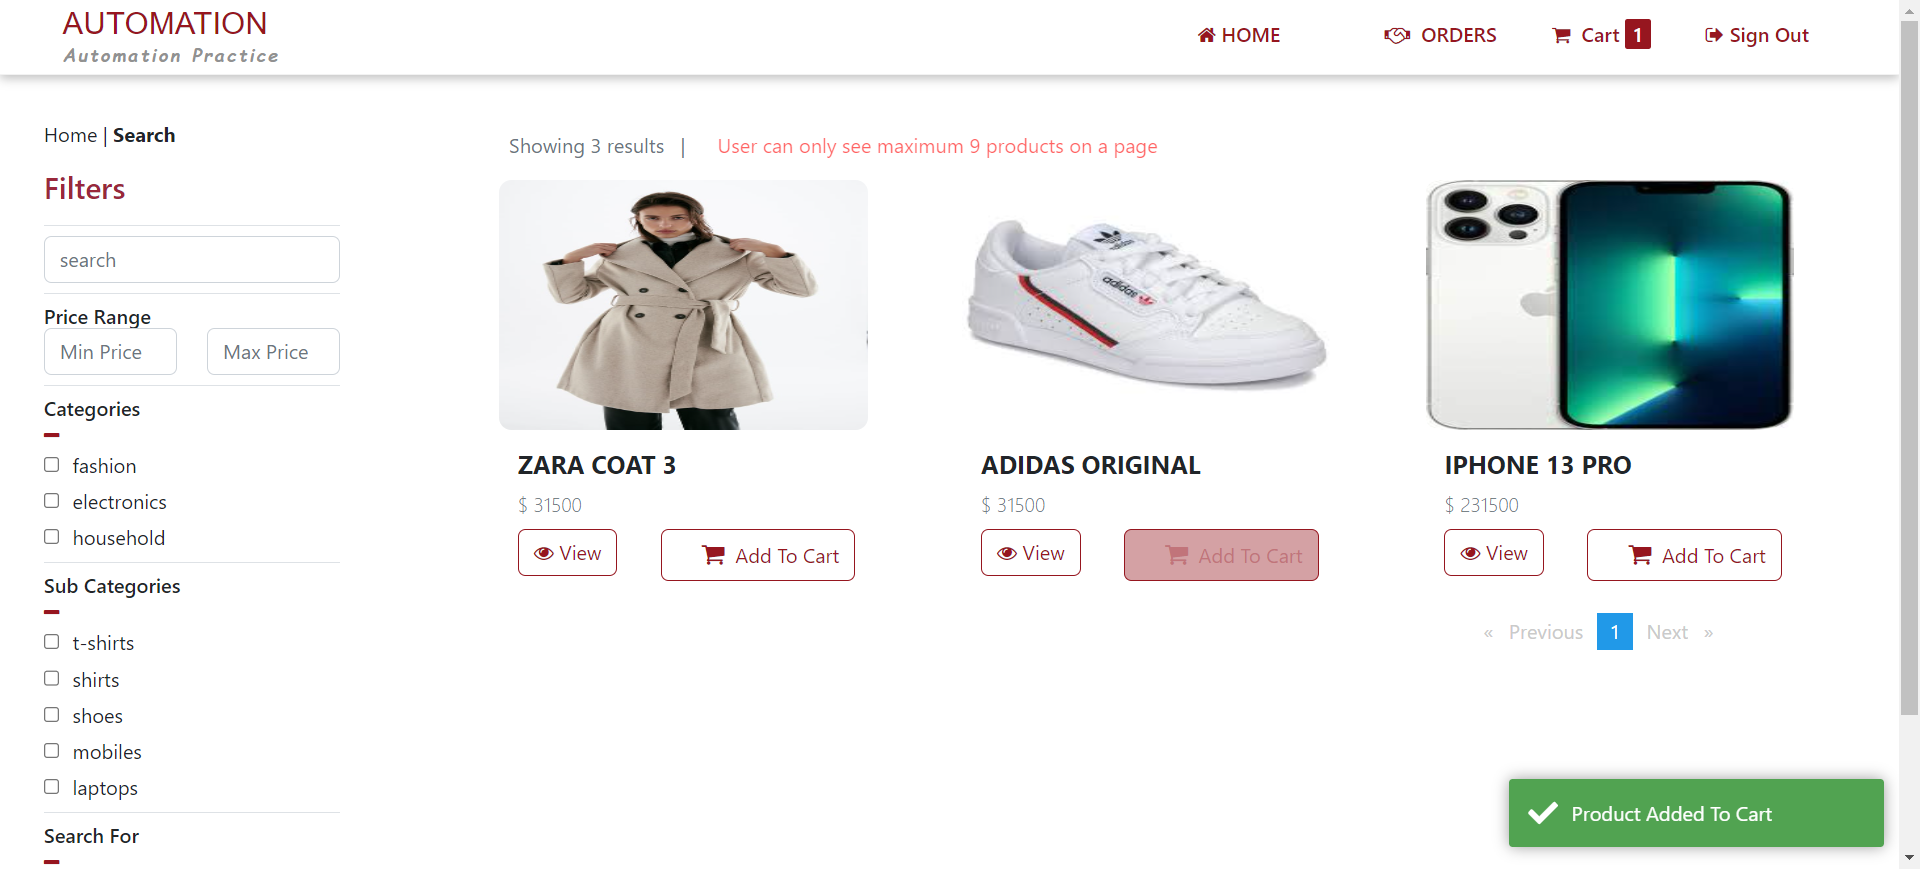 AUTOMATION
Automation Practice
HOME
ORDERS
Cart 1
Sign Out
Home | Search
Filters
search
Price Range
Min Price
Max Price
Categories
fashion
electronics
household
Sub Categories
t-shirts
shirts
shoes
mobiles
laptops
Search For
Showing 3 results | User can only see maximum 9 products on a page
ZARA COAT 3
$ 31500
View
Add To Cart
adidas
adidas
ADIDAS ORIGINAL
$ 31500
View
Add To Cart
IPHONE 13 PRO
$ 231500
View
Add To Cart
« Previous 1 Next »
Product Added To Cart